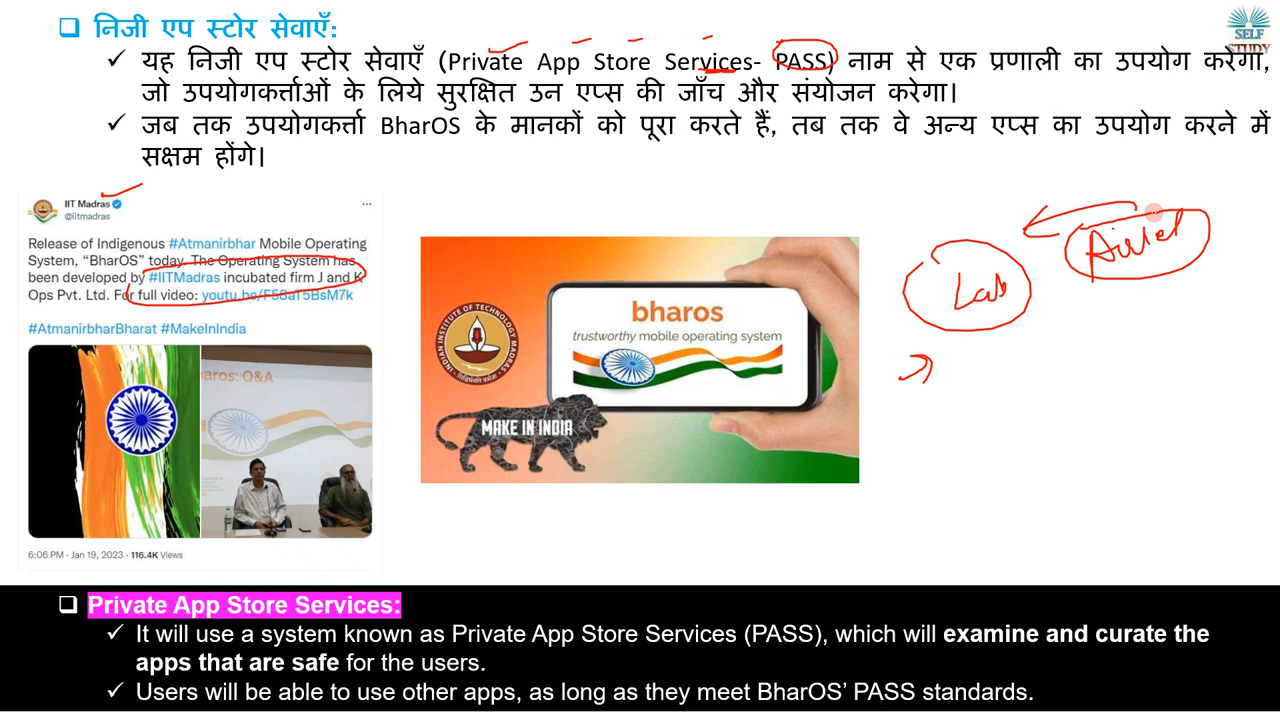 ❑ निजी एप स्टोर सेवाएँ:
SELF
STUDY
✓ यह निजी एप स्टोर सेवाएँ (Private App Store Services- PASS) नाम से एक प्रणाली का उपयोग करेगा,
जो उपयोगकर्त्ताओं के लिये सुरक्षित उन एप्स की जाँच और संयोजन करेगा।
✓ जब तक उपयोगकर्त्ता BharOS के मानकों को पूरा करते हैं, तब तक वे अन्य एप्स का उपयोग करने में
सक्षम होंगे।
IIT Madras
@iitmadras
Release of Indigenous #Atmanirbhar Mobile Operating
System, “BharOS” today. The Operating System has
been developed by #IITMadras incubated firm J and K
Ops Pvt. Ltd. For full video: youtu.be/F58aT5BsM7k
#AtmanirbharBharat #MakeInIndia
haros: Q&A
6:06 PM - Jan 19, 2023 · 116.4K Views
INDIAN INSTITUTE OF TECHNOLOGY MADRAS
bharos
trustworthy mobile operating system
MAKE IN INDIA
Airtel
Lab
❑ Private App Store Services:
✓ It will use a system known as Private App Store Services (PASS), which will examine and curate the
apps that are safe for the users.
✓ Users will be able to use other apps, as long as they meet BharOS’ PASS standards.